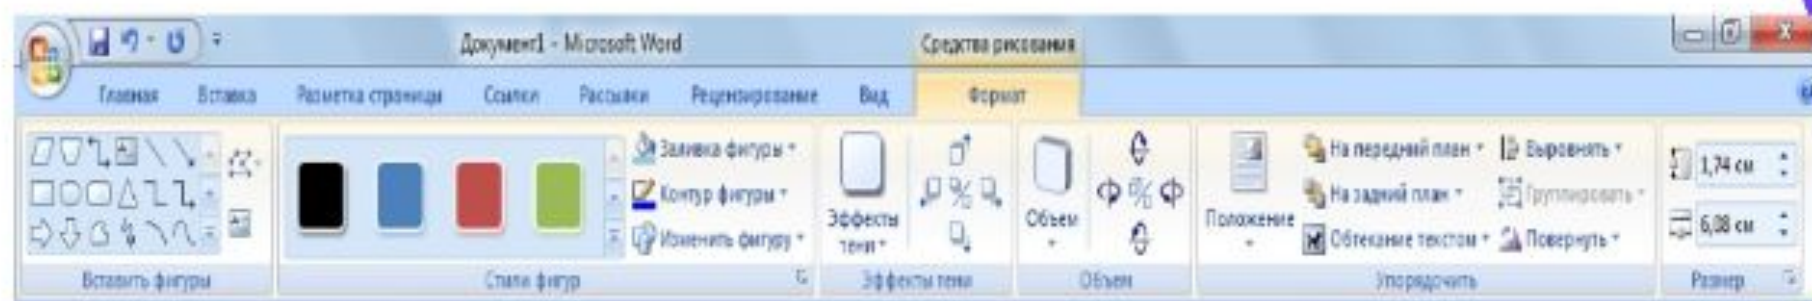 Документ1 - Microsoft Word
Средства рисования
Главная Вставка Разметка страницы Ссылки Рассылки Рецензирование Вид Формат
Заливка фигуры
Контур фигуры
Изменить фигуру
Эффекты тени
Объем
Положение
На передний план
На задний план
Обтекание текстом
Выровнять
Группировать
Повернуть
1,74 см
6,08 см
Вставить фигуры Стили фигур Эффекты тени Объем Упорядочить Размер